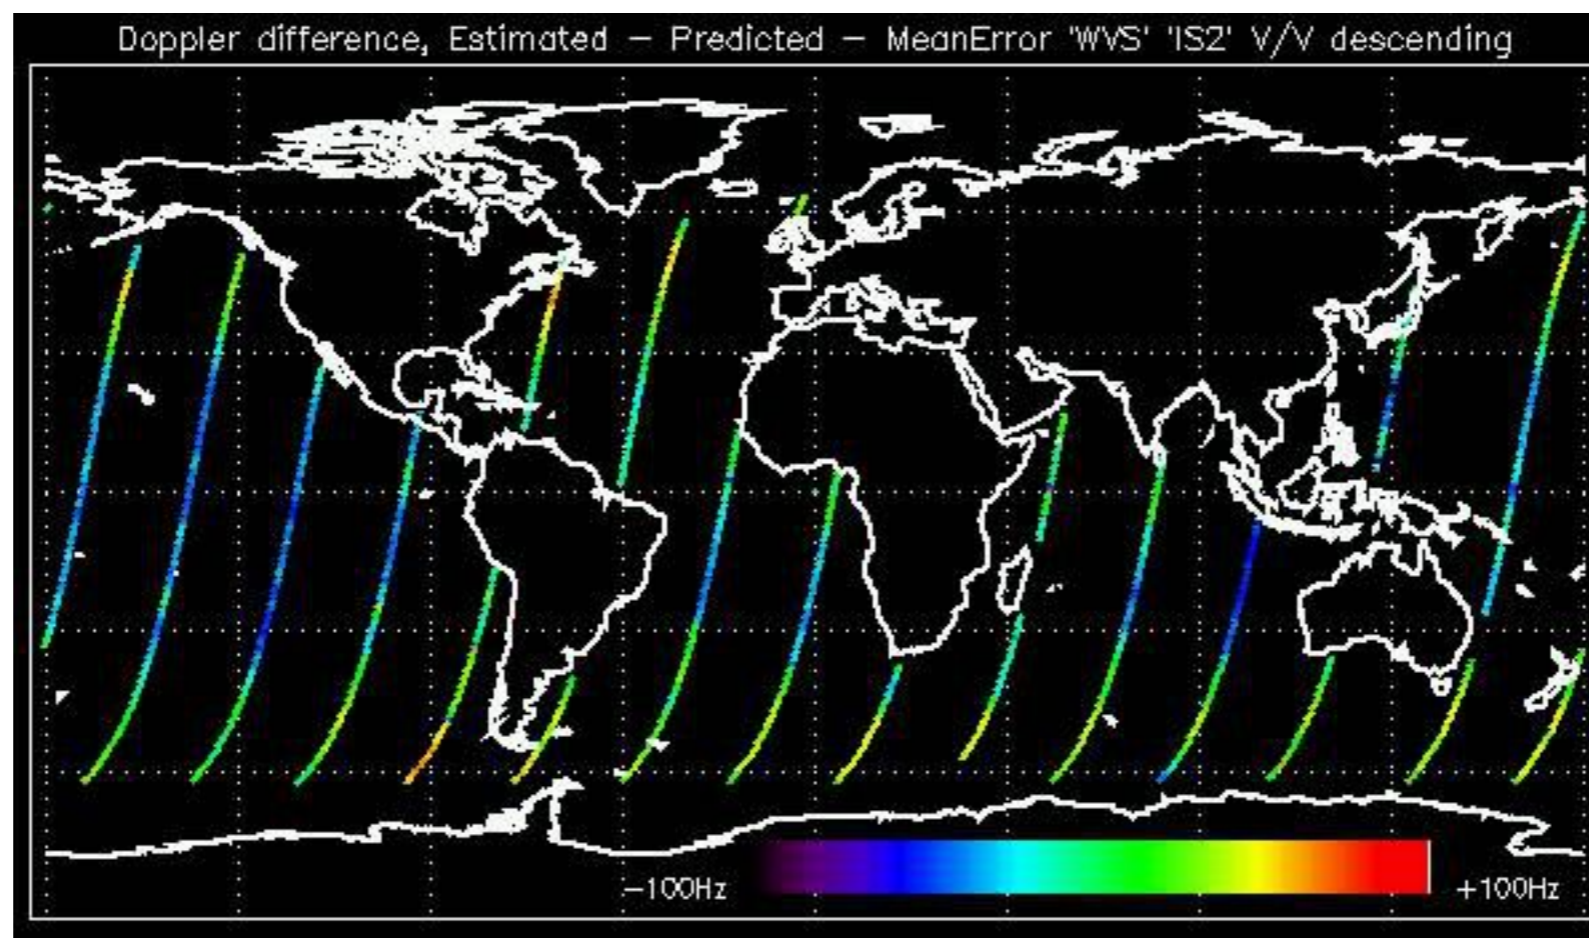 Doppler difference, Estimated – Predicted – MeanError 'WVS' 'IS2' V/V descending
-100Hz
+100Hz